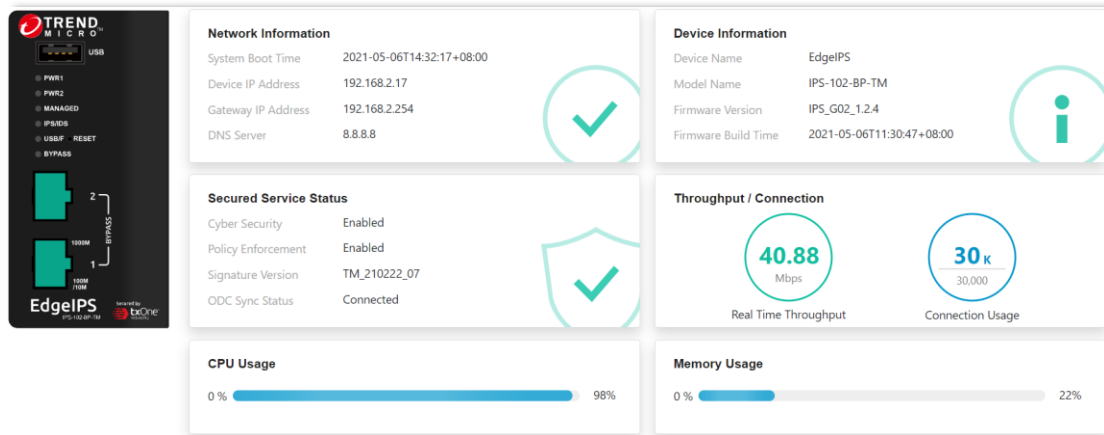 TREND
MICRO™
USB
PWR1
PWR2
MANAGED
IPS/IDS
USB/F RESET
BYPASS
2
BYPASS
1000M
1
100M
/10M
EdgeIPS
IPS-102-BP-TM
Secured by
txOne
Network Information
System Boot Time 2021-05-06T14:32:17+08:00
Device IP Address 192.168.2.17
Gateway IP Address 192.168.2.254
DNS Server 8.8.8.8
Device Information
Device Name EdgeIPS
Model Name IPS-102-BP-TM
Firmware Version IPS_G02_1.2.4
Firmware Build Time 2021-05-06T11:30:47+08:00
Secured Service Status
Cyber Security Enabled
Policy Enforcement Enabled
Signature Version TM_210222_07
ODC Sync Status Connected
Throughput / Connection
40.88
Mbps
Real Time Throughput
30 K
30,000
Connection Usage
CPU Usage
0 % 98%
Memory Usage
0 % 22%